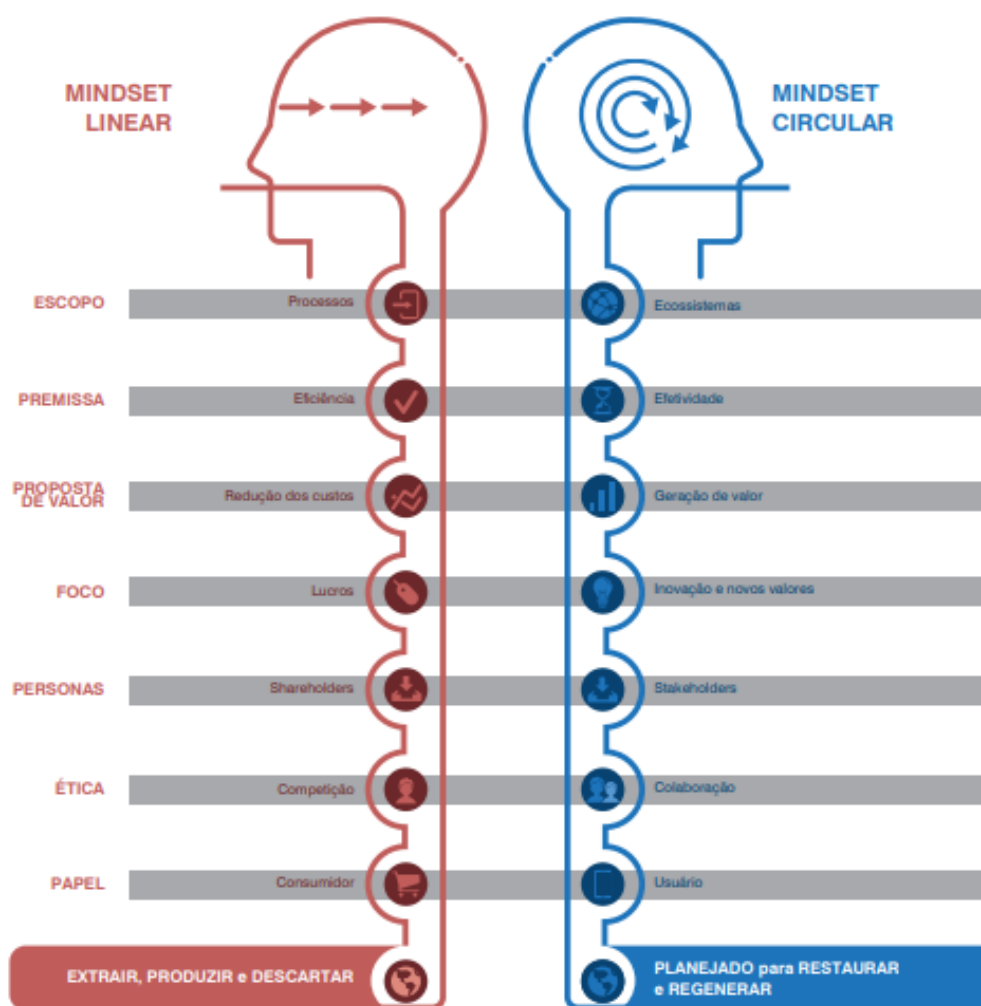 MINDSET
LINEAR
MINDSET
CIRCULAR
ESCOPO Processos Ecossistemas
PREMISSA Eficiência Efetividade
PROPOSTA
DE VALOR Redução dos custos Geração de valor
FOCO Lucros Inovação e novos valores
PERSONAS Shareholders Stakeholders
ÉTICA Competição Colaboração
PAPEL Consumidor Usuário
EXTRAIR, PRODUZIR e DESCARTAR
PLANEJADO para RESTAURAR
e REGENERAR